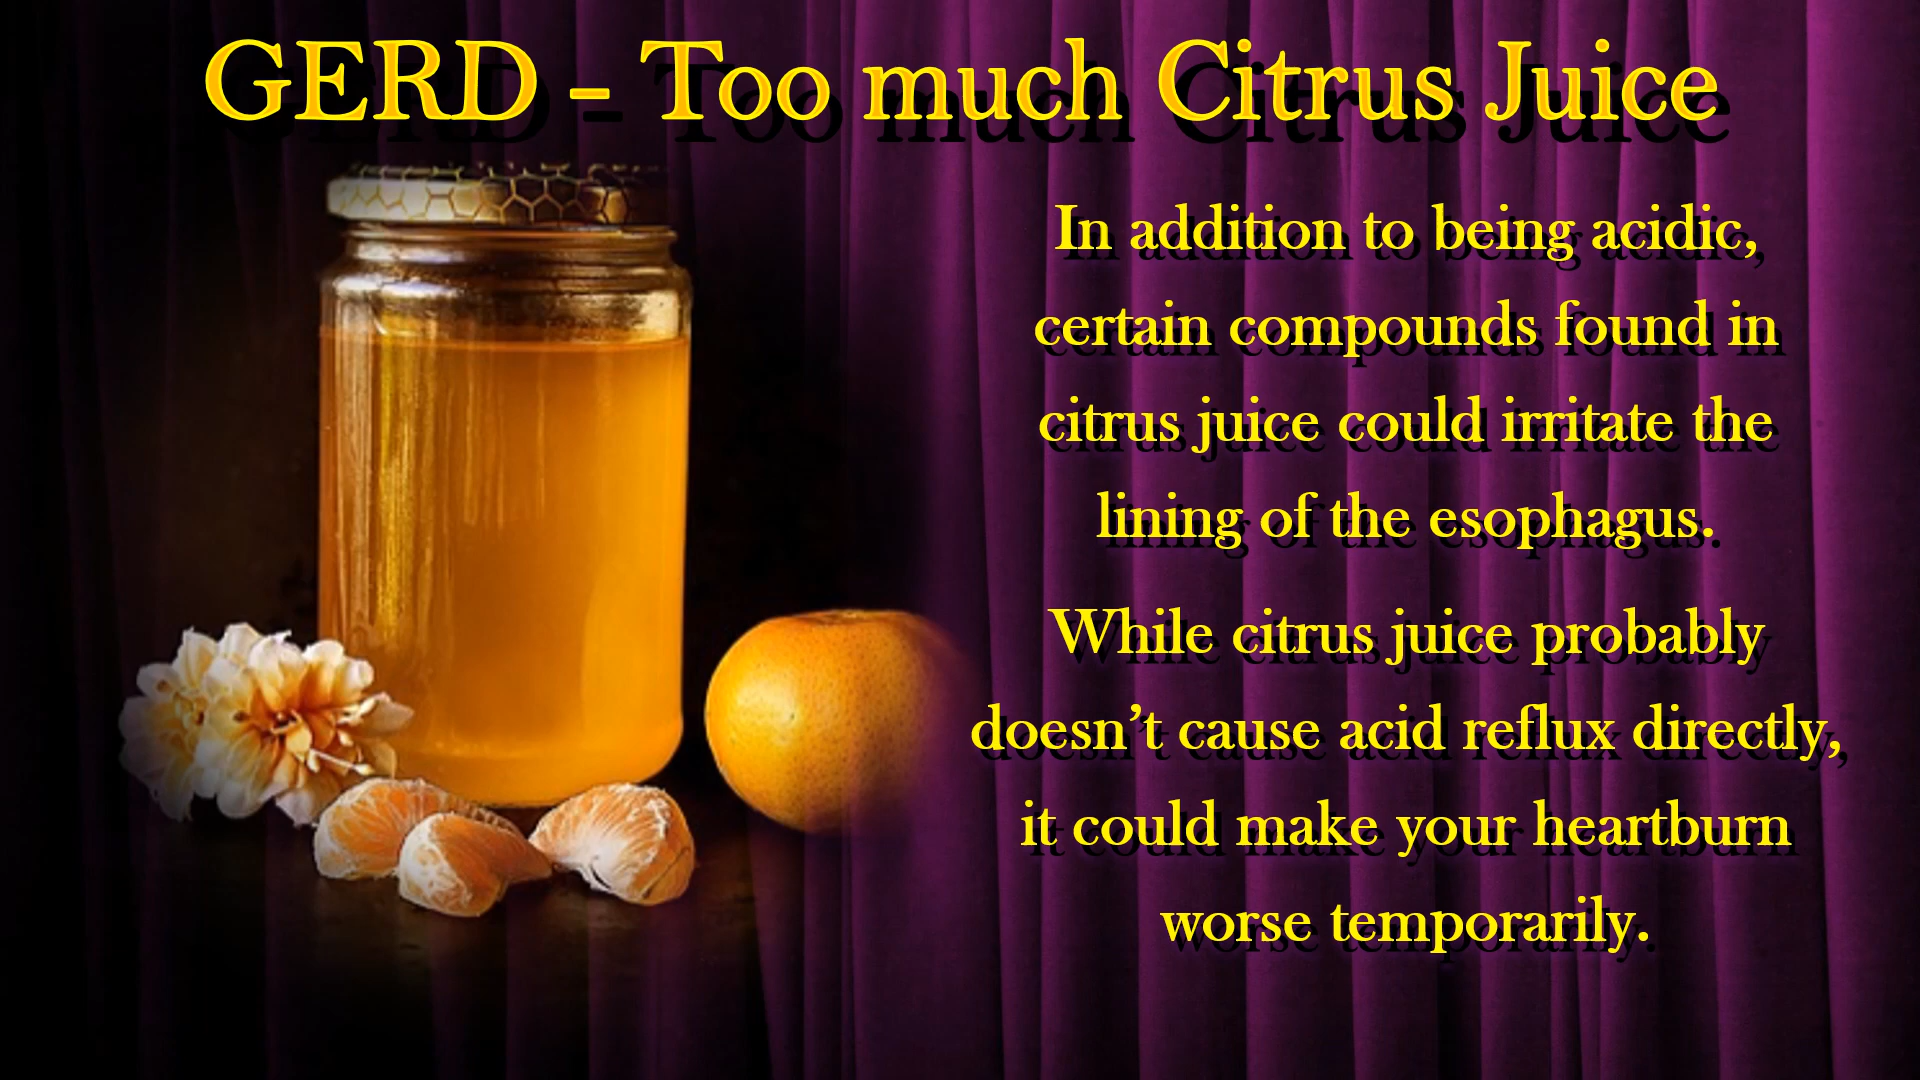 GERD - Too much Citrus Juice
In addition to being acidic,
certain compounds found in
citrus juice could irritate the
lining of the esophagus.
While citrus juice probably
doesn’t cause acid reflux directly,
it could make your heartburn
worse temporarily.